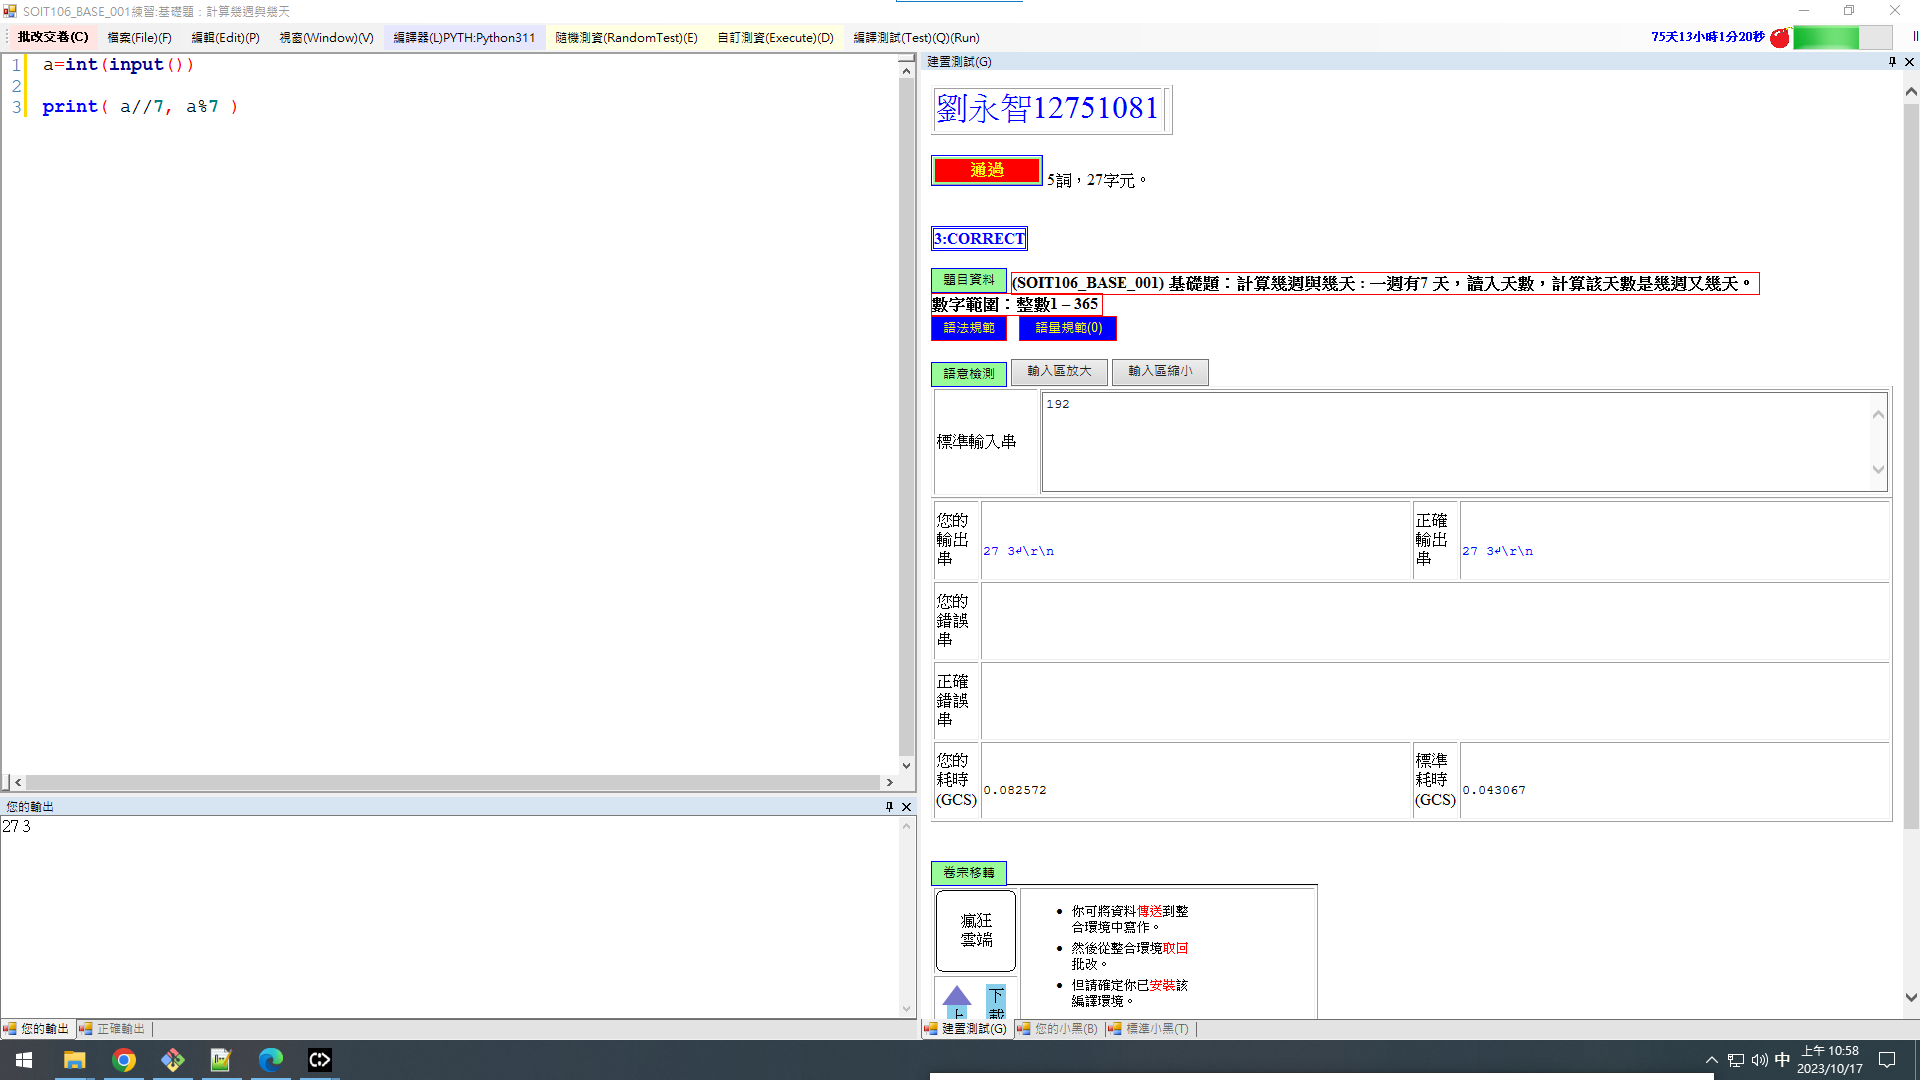 SOIT106_BASE_001練習:基礎題：計算幾週與幾天
批改交卷(C) 檔案(File)(F) 編輯(Edit)(P) 視窗(Window)(V) 編譯器(L)PYTH:Python311 隨機測資(RandomTest)(E) 自訂測資(Execute)(D) 編譯測試(Test)(Q)(Run) 75天13小時1分20秒
1 a=int(input())
2
3 print( a//7, a%7 )
您的輸出
27 3
您的輸出 正確輸出
建置測試(G)
劉永智12751081
通過 5詞，27字元。
3:CORRECT
題目資料 (SOIT106_BASE_001) 基礎題：計算幾週與幾天：一週有7 天，讀入天數，計算該天數是幾週又幾天。
數字範圍：整數1 – 365
語法規範 語量規範(0)
語意檢測 輸入區放大 輸入區縮小
標準輸入串 192
您的輸出串 27 3↲\r\n 正確輸出串 27 3↲\r\n
您的錯誤串
正確錯誤串
您的耗時(GCS) 0.082572 標準耗時(GCS) 0.043067
卷宗移轉
瘋狂
雲端
上 下載
• 你可將資料傳送到整
合環境中寫作。
• 然後從整合環境取回
批改。
• 但請確定你已安裝該
編譯環境。
建置測試(G) 您的小黑(B) 標準小黑(T)
中 上午 10:58
2023/10/17